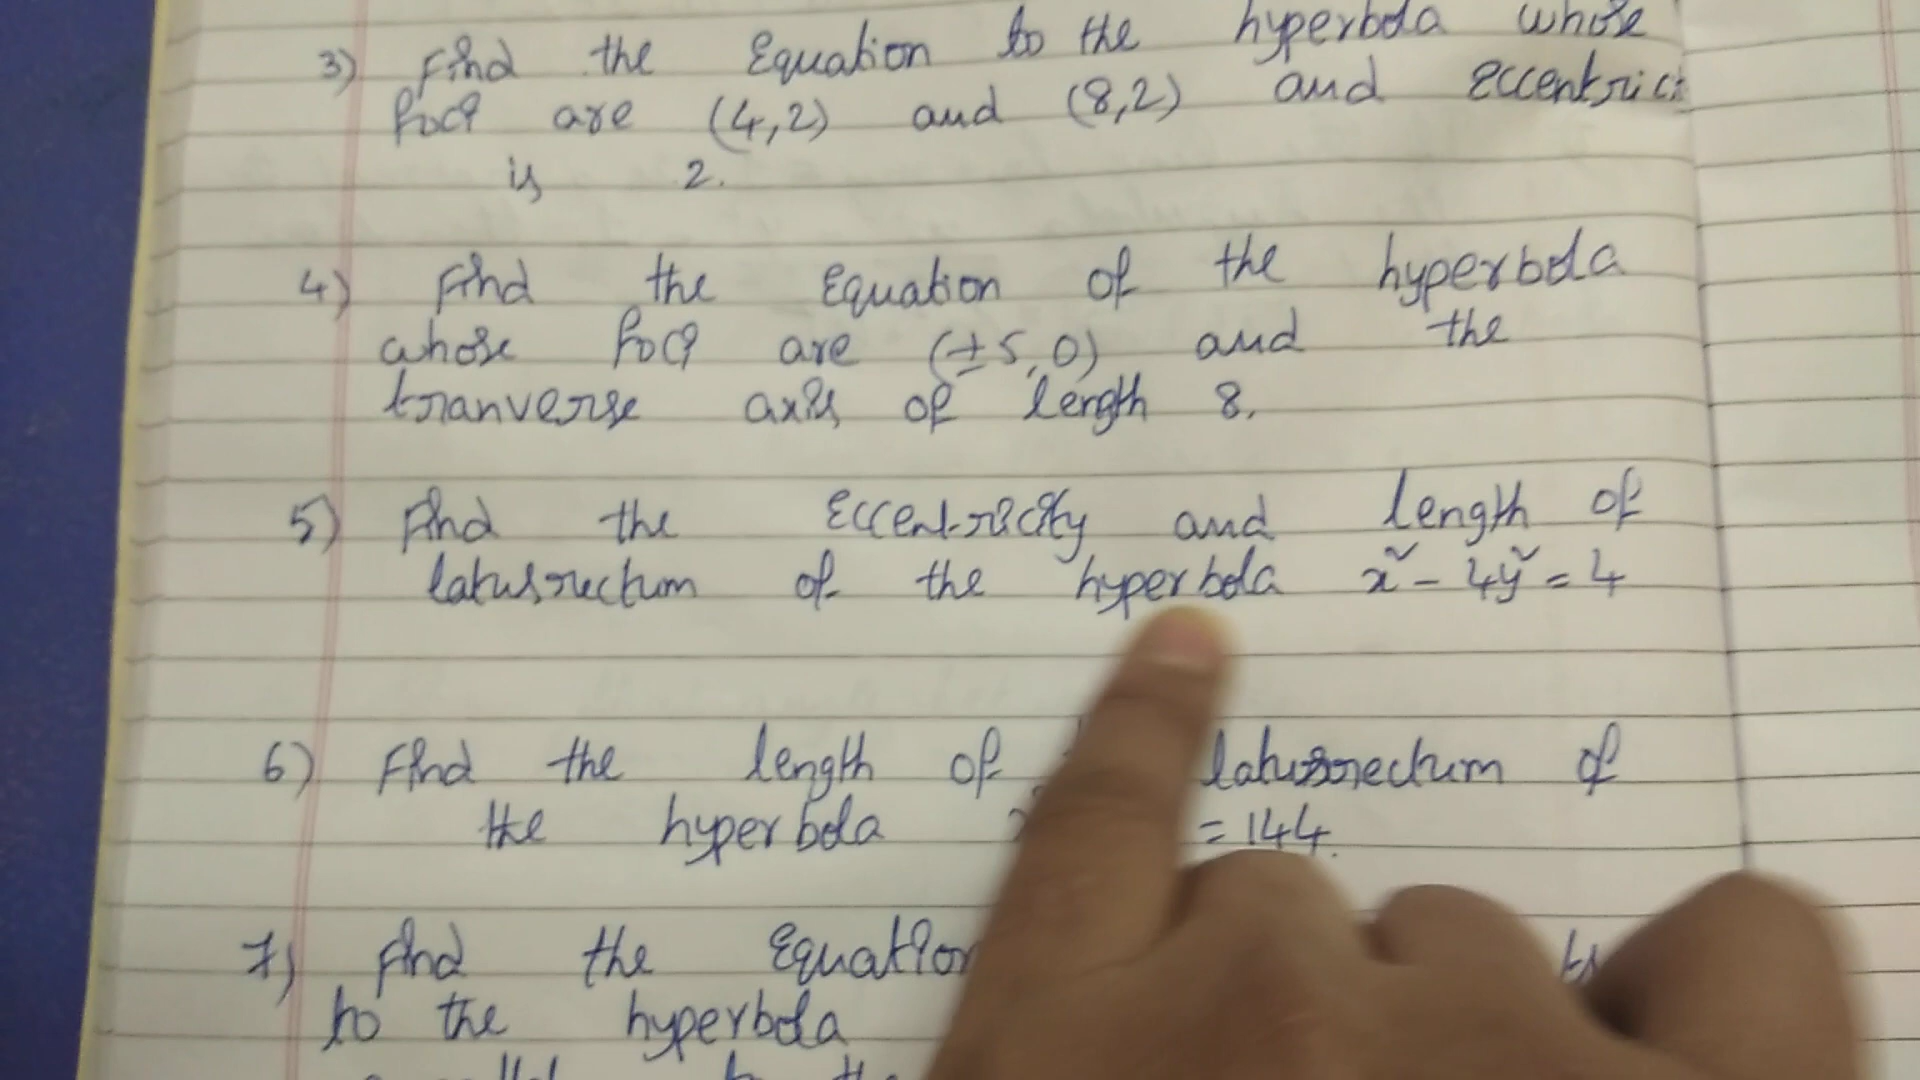 3) Find the Equation to the hyperbola whose
foci are (4,2) and (8,2) and eccentrici
is 2.
4) Find the Equation of the hyperbola
whose foci are (±5,0) and the
tranverse axis of length 8.
5) Find the Eccentricity and length of
latusrectum of the hyperbola x² - 4y² = 4
6) Find the length of latusrectum of
the hyperbola = 144.
7) Find the Equation
to the hyperbola